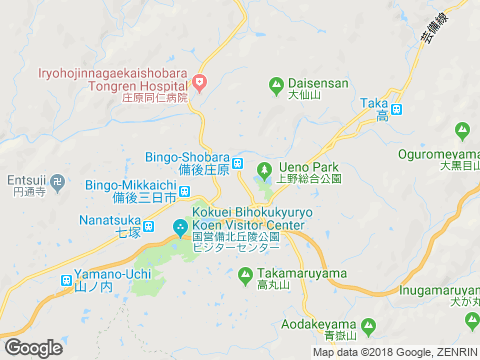 芸備線
Iryohojinnagaekaishobara
Tongren Hospital
庄原同仁病院
Daisensan
大仙山
Taka
高
Oguromeyama
大黒目山
Bingo-Shobara
備後庄原
Ueno Park
上野総合公園
Entsuji
円通寺
Bingo-Mikkaichi
備後三日市
Nanatsuka
七塚
Kokuei Bihokukyuryo
Koen Visitor Center
国営備北丘陵公園
ビジターセンター
Yamano-Uchi
山ノ内
Takamaruyama
高丸山
Inugamaruyama
犬が丸
Aodakeyama
青嶽山
Google
Map data ©2018 Google, ZENRIN